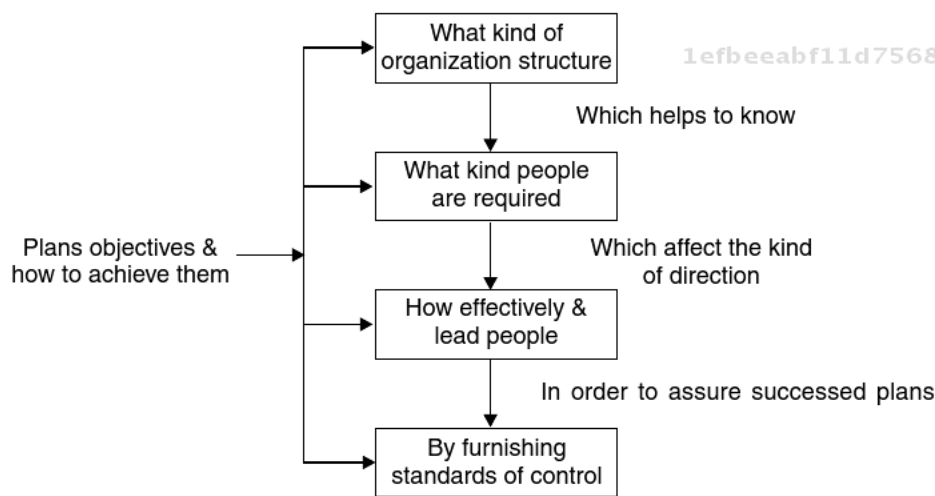 What kind of
organization structure
1efbeeabf11d7568
Which helps to know
What kind people
are required
Plans objectives &
how to achieve them
Which affect the kind
of direction
How effectively &
lead people
In order to assure successed plans
By furnishing
standards of control